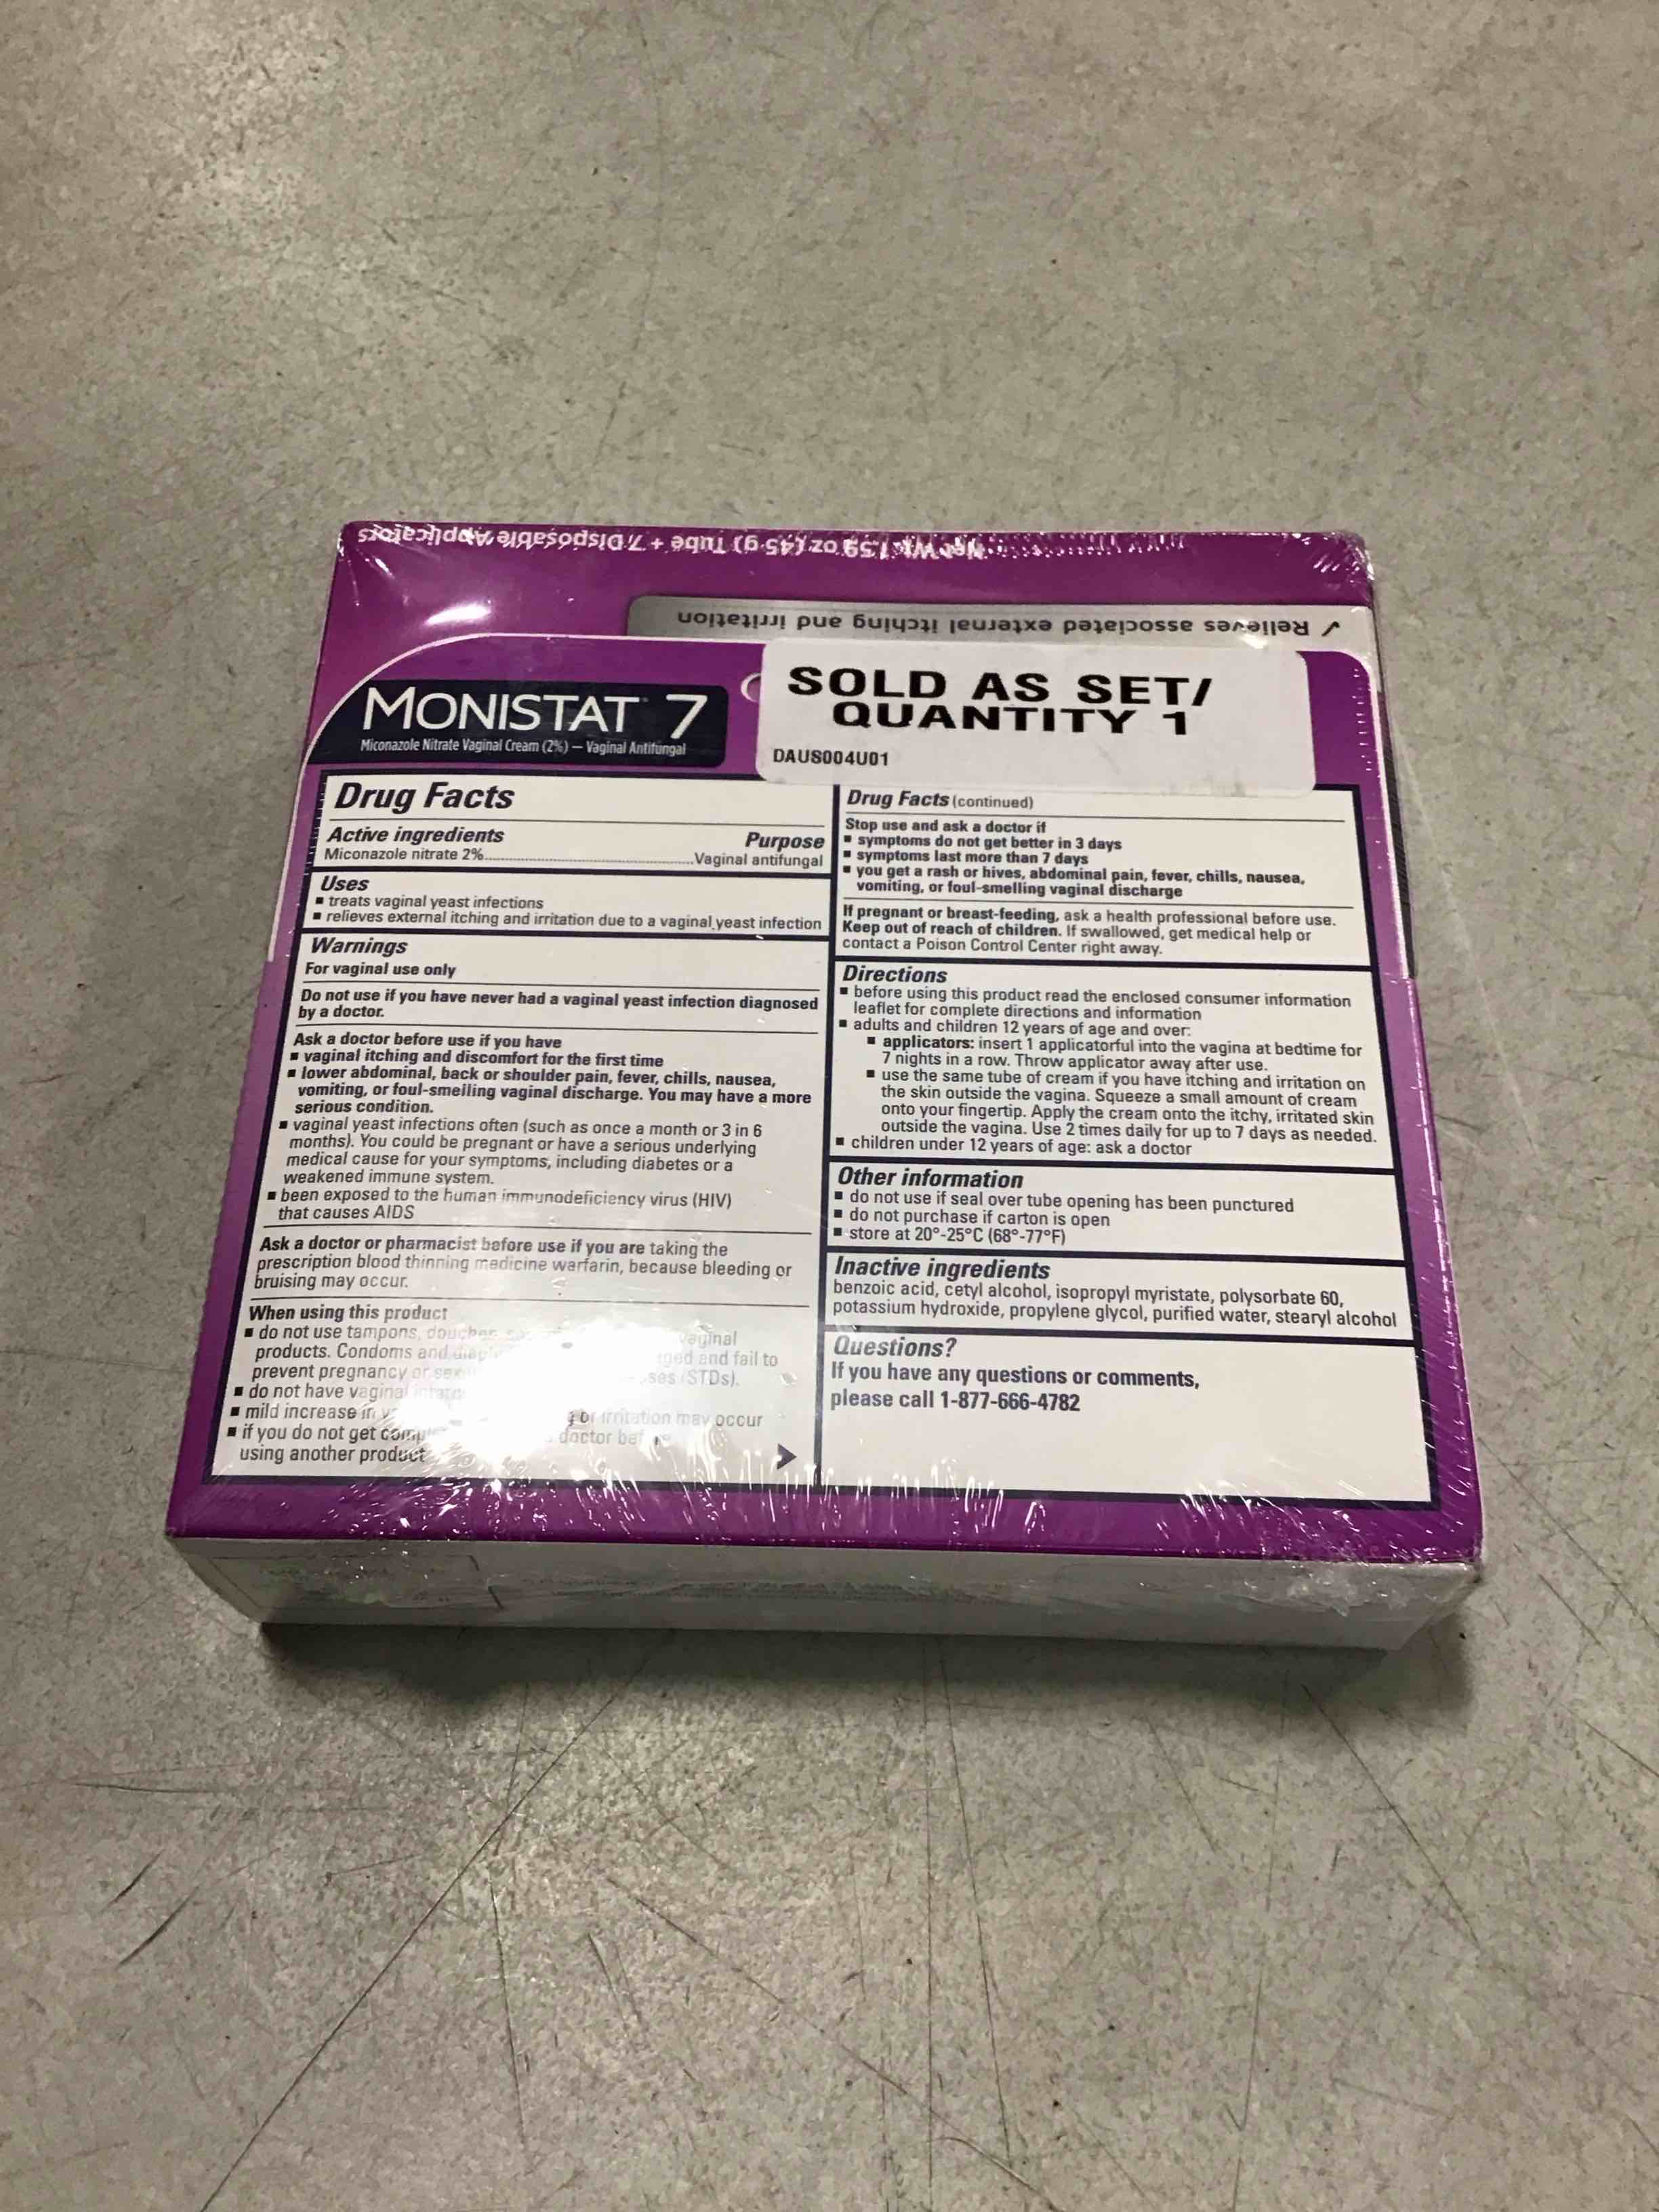 Net Wt. 1.59 oz (45 g) Tube + 7 Disposable Applicators
✓ Relieves associated external itching and irritation
MONISTAT 7
Miconazole Nitrate Vaginal Cream (2%) — Vaginal Antifungal
SOLD AS SET/
QUANTITY 1
DAUS004U01
Drug Facts
Active ingredients Purpose
Miconazole nitrate 2%..........Vaginal antifungal
Uses
▪ treats vaginal yeast infections
▪ relieves external itching and irritation due to a vaginal yeast infection
Warnings
For vaginal use only
Do not use if you have never had a vaginal yeast infection diagnosed
by a doctor.
Ask a doctor before use if you have
▪ vaginal itching and discomfort for the first time
▪ lower abdominal, back or shoulder pain, fever, chills, nausea,
vomiting, or foul-smelling vaginal discharge. You may have a more
serious condition.
▪ vaginal yeast infections often (such as once a month or 3 in 6
months). You could be pregnant or have a serious underlying
medical cause for your symptoms, including diabetes or a
weakened immune system.
▪ been exposed to the human immunodeficiency virus (HIV)
that causes AIDS
Ask a doctor or pharmacist before use if you are taking the
prescription blood thinning medicine warfarin, because bleeding or
bruising may occur.
When using this product
▪ do not use tampons, vaginal
products. Condoms and and fail to
prevent pregnancy or (STDs).
▪ do not have vaginal
▪ mild increase in or irritation may occur
▪ if you do not get doctor
using another product
Drug Facts (continued)
Stop use and ask a doctor if
▪ symptoms do not get better in 3 days
▪ symptoms last more than 7 days
▪ you get a rash or hives, abdominal pain, fever, chills, nausea,
vomiting, or foul-smelling vaginal discharge
If pregnant or breast-feeding, ask a health professional before use.
Keep out of reach of children. If swallowed, get medical help or
contact a Poison Control Center right away.
Directions
▪ before using this product read the enclosed consumer information
leaflet for complete directions and information
▪ adults and children 12 years of age and over:
▪ applicators: insert 1 applicatorful into the vagina at bedtime for
7 nights in a row. Throw applicator away after use.
▪ use the same tube of cream if you have itching and irritation on
the skin outside the vagina. Squeeze a small amount of cream
onto your fingertip. Apply the cream onto the itchy, irritated skin
outside the vagina. Use 2 times daily for up to 7 days as needed.
▪ children under 12 years of age: ask a doctor
Other information
▪ do not use if seal over tube opening has been punctured
▪ do not purchase if carton is open
▪ store at 20°-25°C (68°-77°F)
Inactive ingredients
benzoic acid, cetyl alcohol, isopropyl myristate, polysorbate 60,
potassium hydroxide, propylene glycol, purified water, stearyl alcohol
Questions?
If you have any questions or comments,
please call 1-877-666-4782